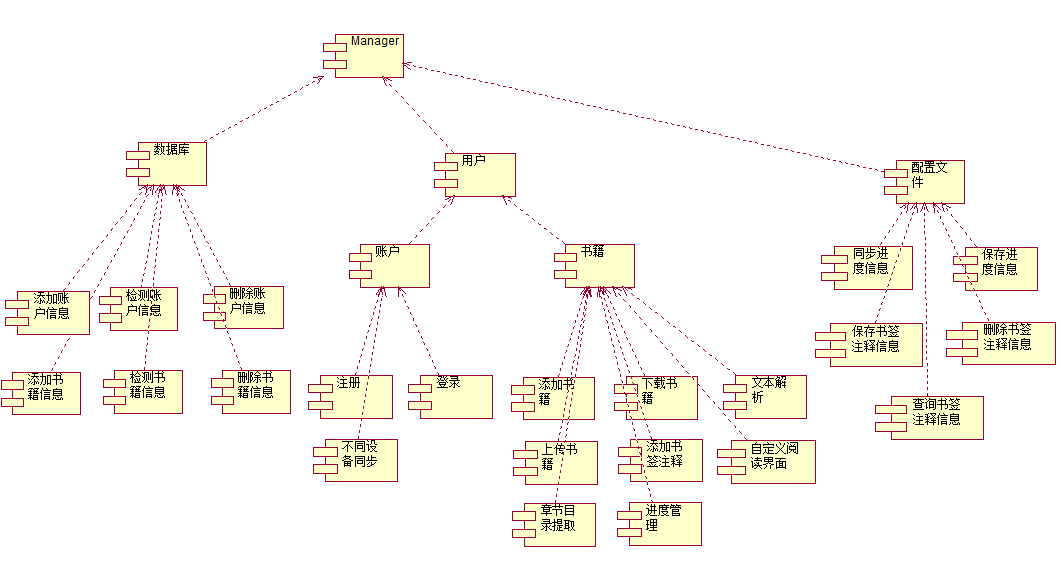 Manager
数据库
用户
配置文
件
账户
书籍
同步进
度信息
保存进
度信息
添加账
户信息
检测账
户信息
删除账
户信息
保存书签
注释信息
删除书签
注释信息
添加书
籍信息
检测书
籍信息
删除书
籍信息
注册
登录
添加书
籍
下载书
籍
文本解
析
查询书签
注释信息
不同设
备同步
上传书
籍
添加书
签注释
自定义阅
读界面
章节目
录提取
进度管
理